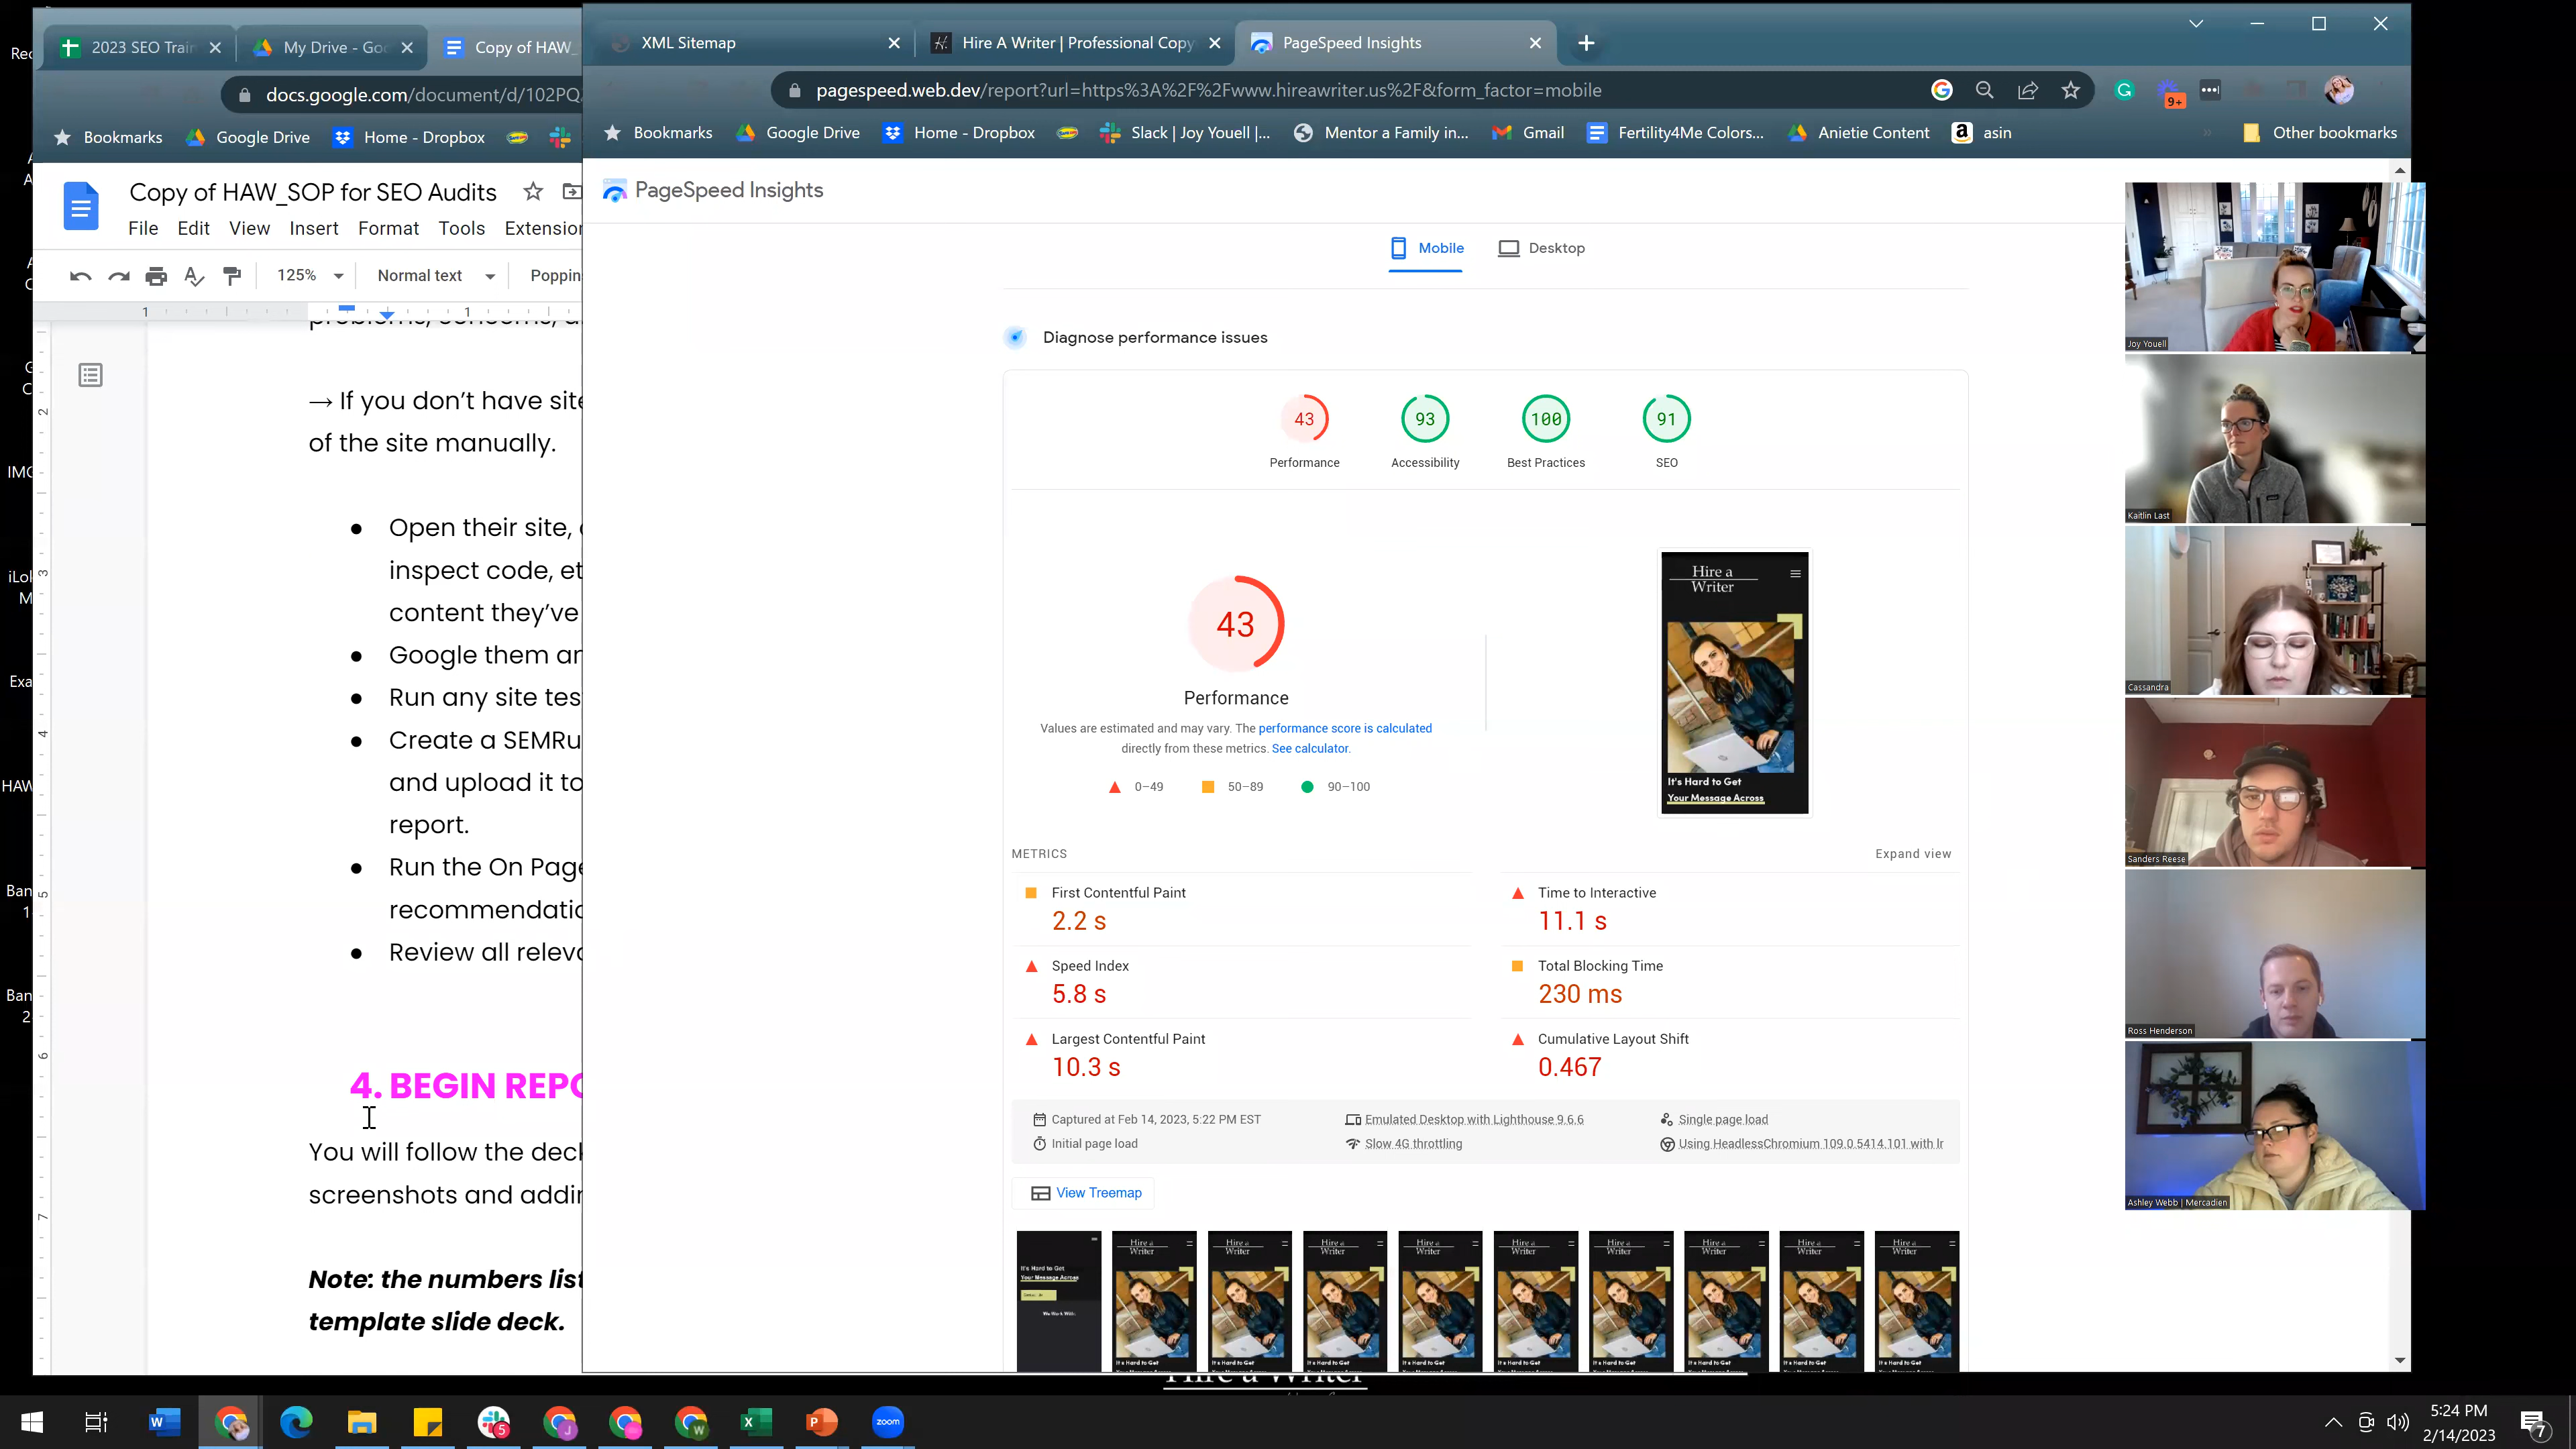 2023 SEO Train
My Drive - Goo
Copy of HAW_
docs.google.com/document/d/102PQ
Bookmarks
Google Drive
Home - Dropbox
Copy of HAW_SOP for SEO Audits
File Edit View Insert Format Tools Extension
125% Normal text Poppin
→ If you don't have site
of the site manually.
● Open their site,
inspect code, et
content they've
● Google them an
● Run any site tes
● Create a SEMRu
and upload it to
report.
● Run the On Page
recommendatio
● Review all releva
4. BEGIN REPO
You will follow the deck
screenshots and addin
Note: the numbers list
template slide deck.
XML Sitemap
Hire A Writer | Professional Copy
PageSpeed Insights
pagespeed.web.dev/report?url=https%3A%2F%2Fwww.hireawriter.us%2F&form_factor=mobile
9+
Bookmarks
Google Drive
Home - Dropbox
Slack | Joy Youell |...
Mentor a Family in...
Gmail
Fertility4Me Colors...
Anietie Content
asin
Other bookmarks
PageSpeed Insights
Mobile
Desktop
Diagnose performance issues
43 93 100 91
Performance Accessibility Best Practices SEO
43
Performance
Values are estimated and may vary. The performance score is calculated
directly from these metrics. See calculator.
0–49 50–89 90–100
Hire a
Writer
It's Hard to Get
Your Message Across
METRICS
Expand view
First Contentful Paint
2.2 s
Time to Interactive
11.1 s
Speed Index
5.8 s
Total Blocking Time
230 ms
Largest Contentful Paint
10.3 s
Cumulative Layout Shift
0.467
Captured at Feb 14, 2023, 5:22 PM EST
Emulated Desktop with Lighthouse 9.6.6
Single page load
Initial page load
Slow 4G throttling
Using HeadlessChromium 109.0.5414.101 with lr
View Treemap
Joy Youell
Kaitlin Last
Cassandra
Sanders Reese
Ross Henderson
Ashley Webb | Mercadien
Hire a Writer
zoom
5:24 PM
2/14/2023
7